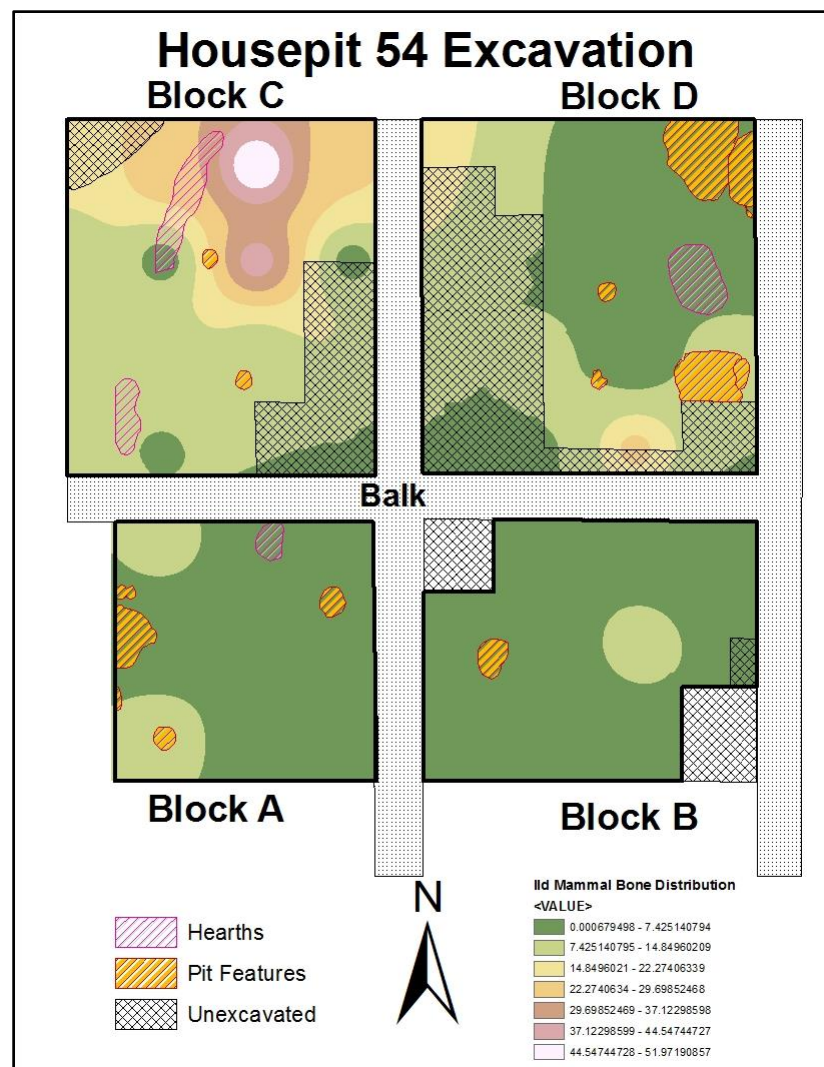 Housepit 54 Excavation
Block C
Block D
Balk
Block A
Block B
Hearths
Pit Features
Unexcavated
N
IId Mammal Bone Distribution
<VALUE>
0.000679498 - 7.425140794
7.425140795 - 14.84960209
14.8496021 - 22.27406339
22.2740634 - 29.69852468
29.69852469 - 37.12298598
37.12298599 - 44.54744727
44.54744728 - 51.97190857